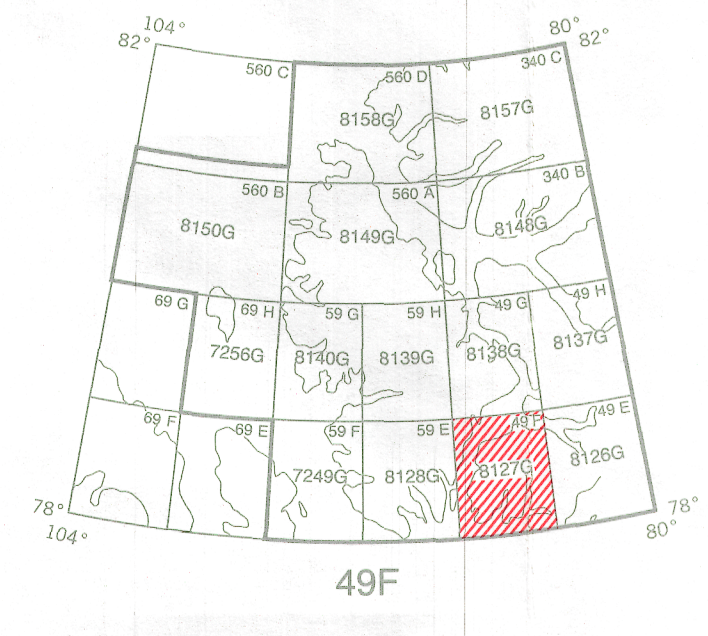 104° 80°
82° 82°
560 C 560 D 340 C
8158G 8157G
560 B 560 A 340 B
8150G 8149G 8148G
69 G 69 H 59 G 59 H 49 G 49 H
7256G 8140G 8139G 8138G 8137G
69 F 69 E 59 F 59 E 49 F 49 E
7249G 8128G 8127G 8126G
78° 78°
104° 80°
49F